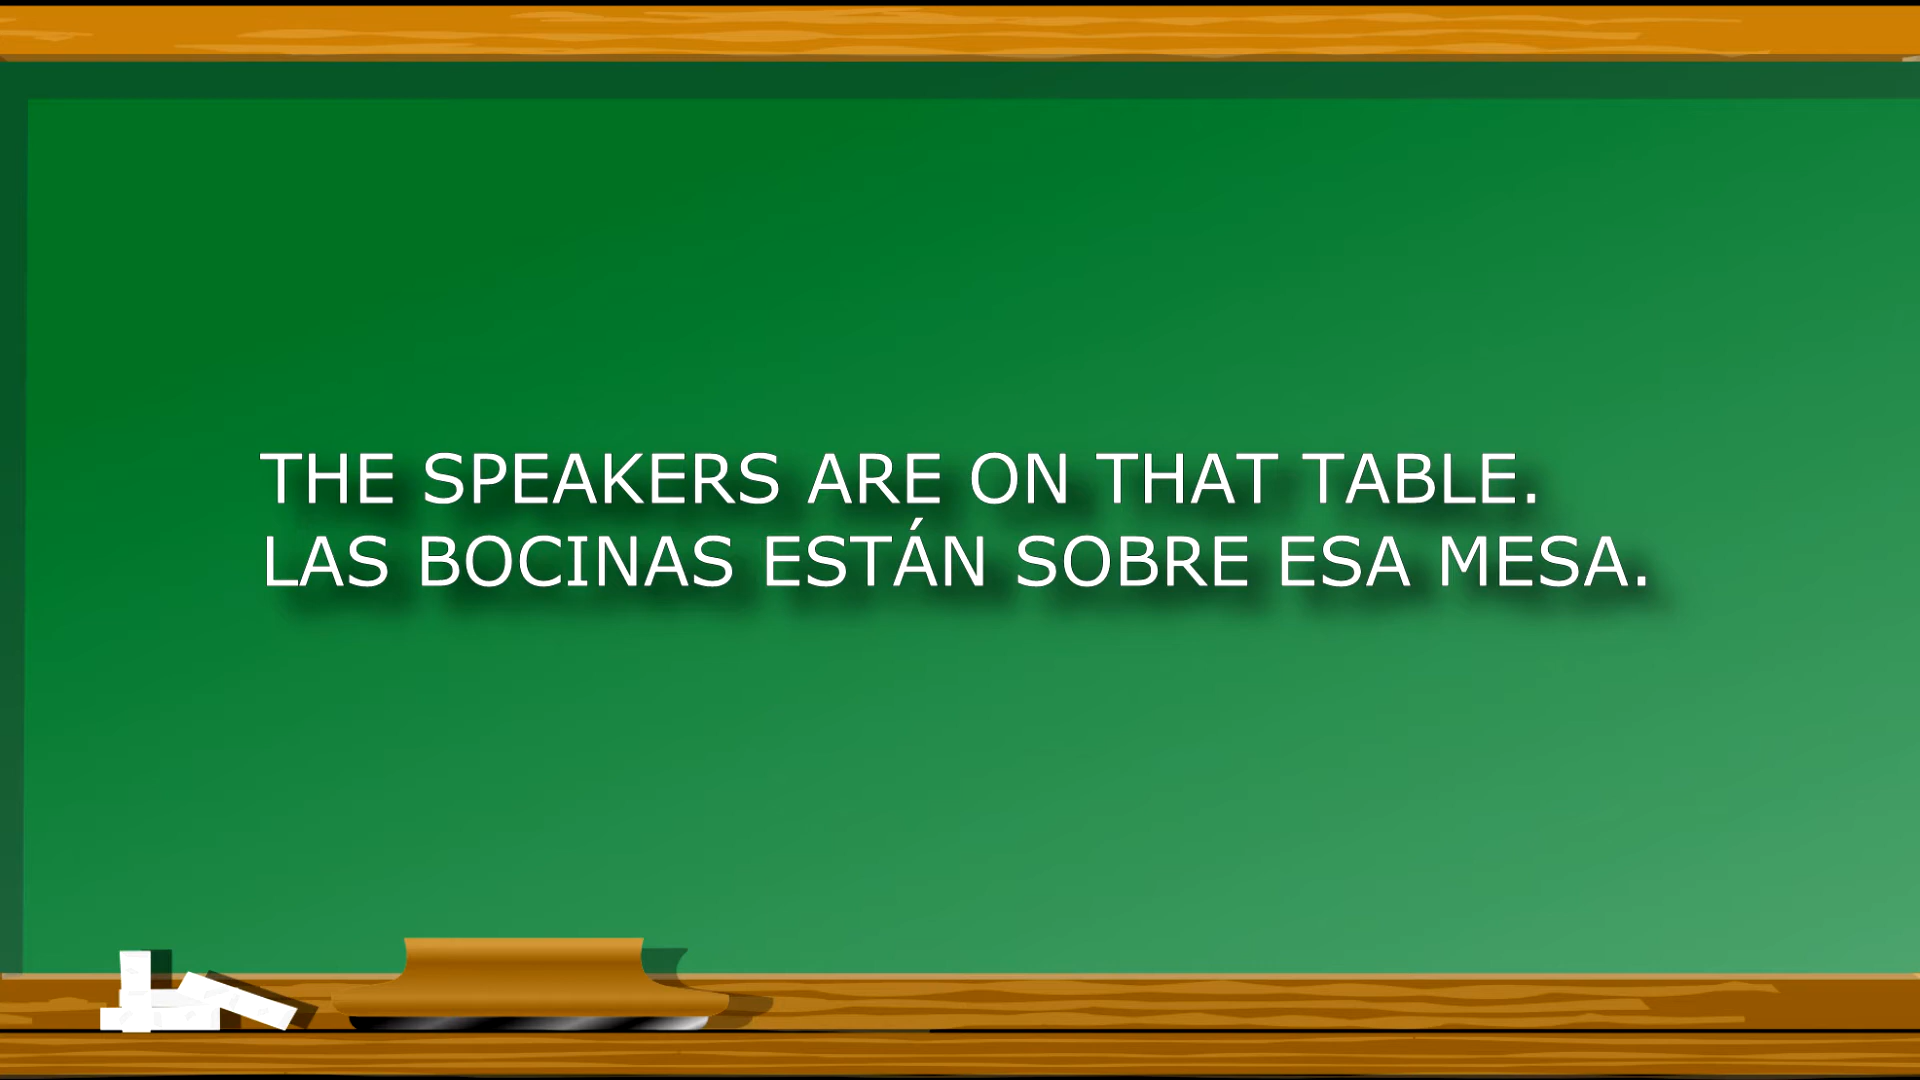 THE SPEAKERS ARE ON THAT TABLE.
LAS BOCINAS ESTÁN SOBRE ESA MESA.